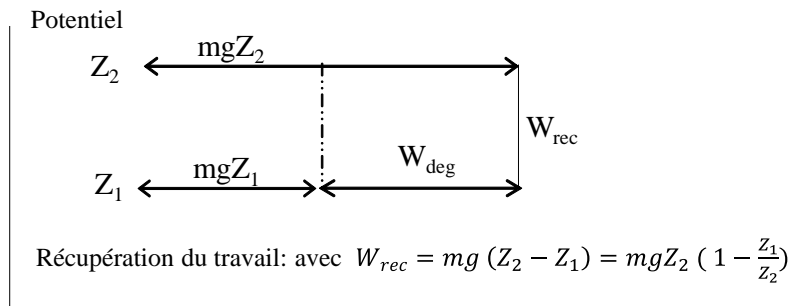 Potentiel
mgZ₂
Z₂
W_rec
W_deg
mgZ₁
Z₁
Récupération du travail: avec W_rec = mg (Z₂ − Z₁) = mgZ₂ ( 1 − Z₁/Z₂)